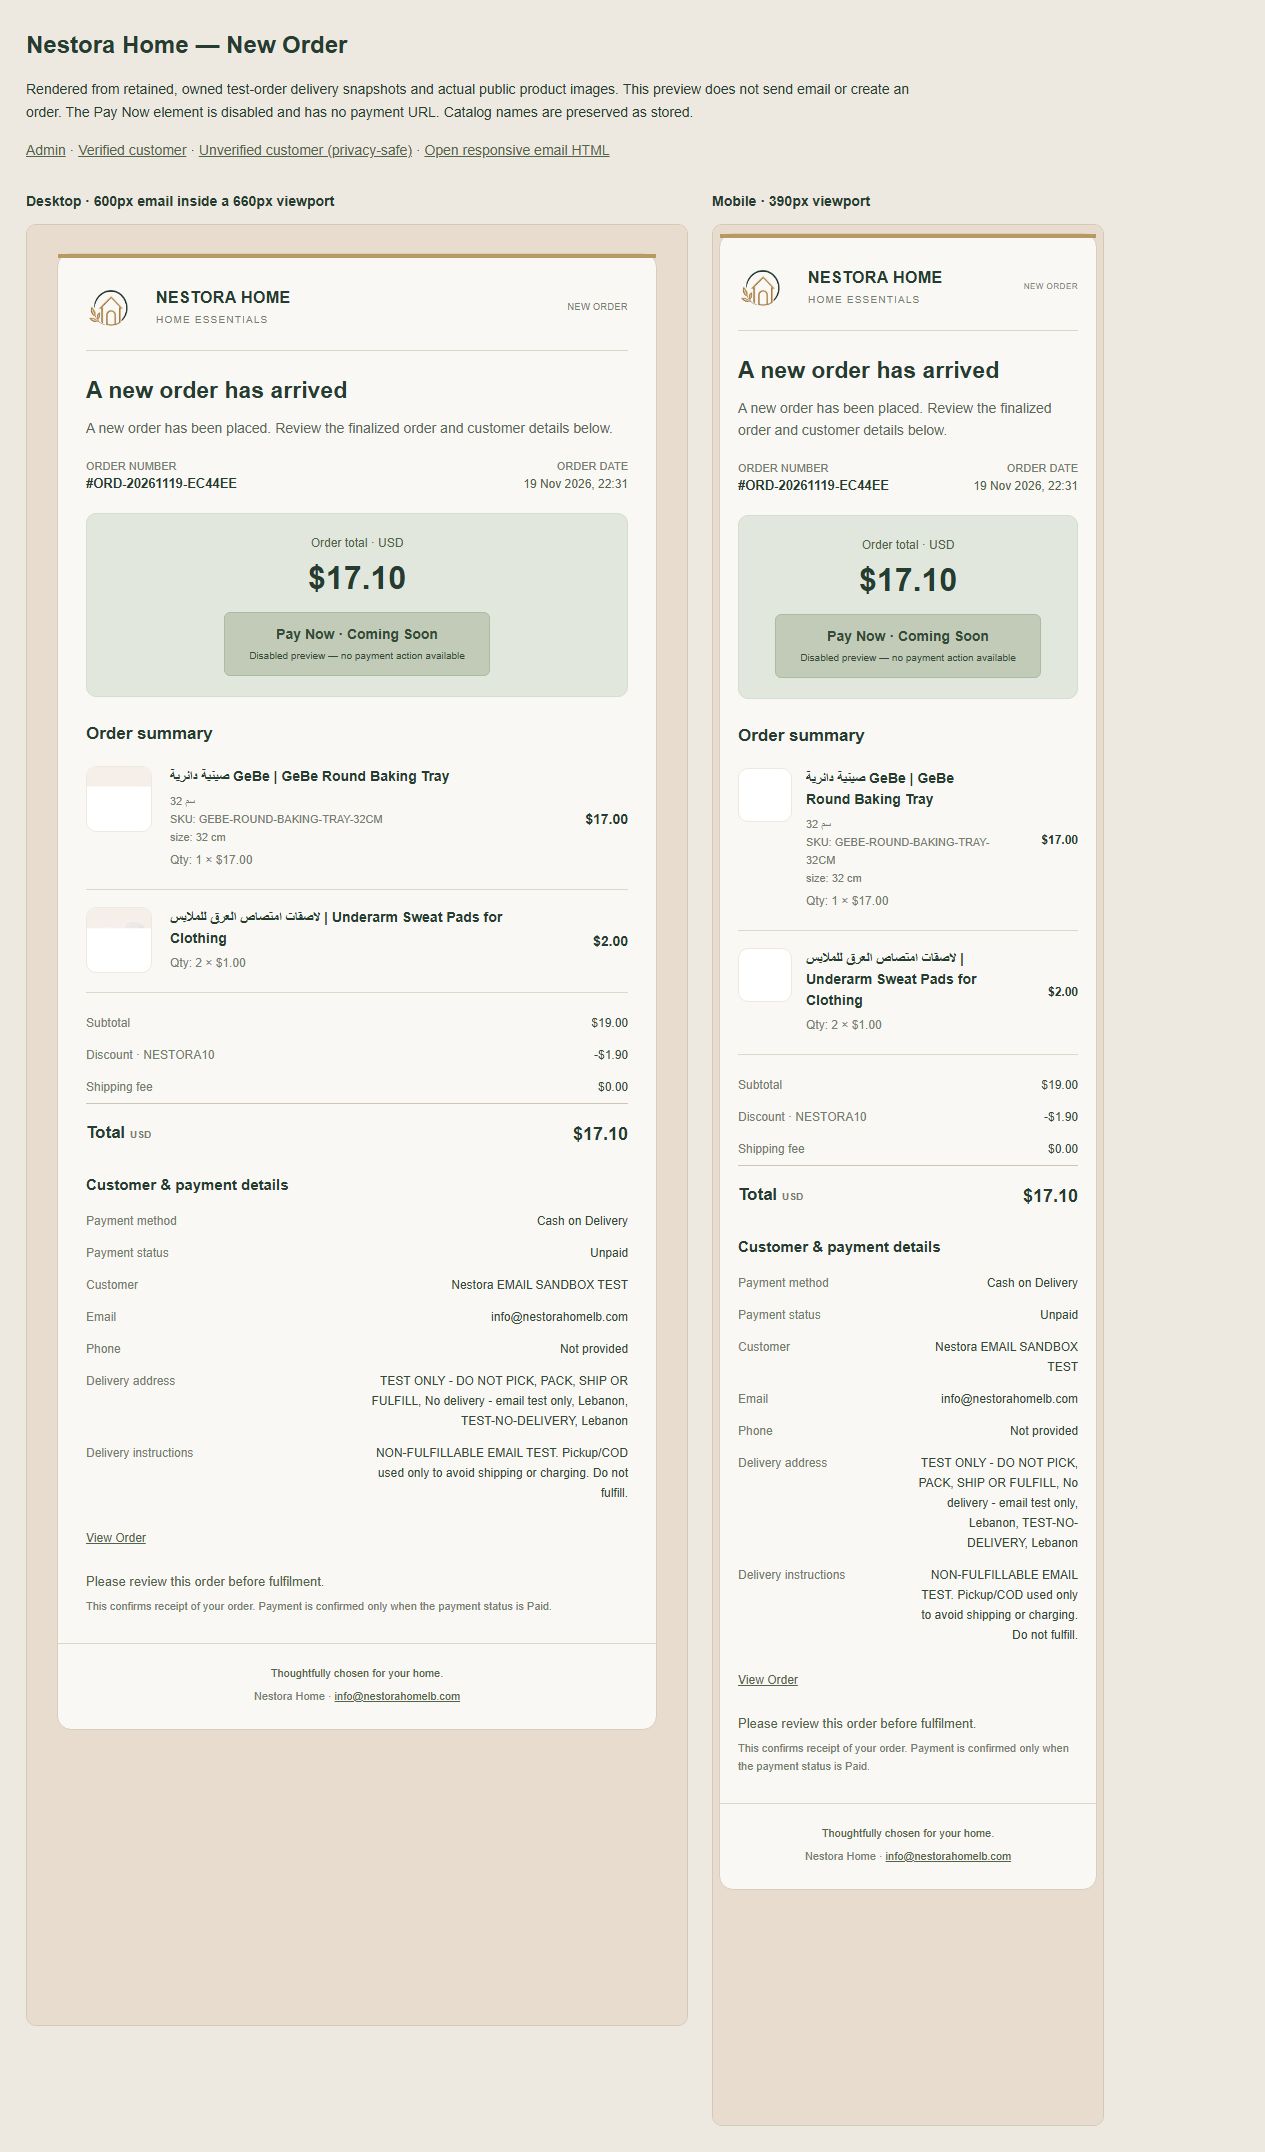 Nestora Home — New Order
Rendered from retained, owned test-order delivery snapshots and actual public product images. This preview does not send email or create an
order. The Pay Now element is disabled and has no payment URL. Catalog names are preserved as stored.
Admin · Verified customer · Unverified customer (privacy-safe) · Open responsive email HTML
Desktop · 600px email inside a 660px viewport
NESTORA HOME
HOME ESSENTIALS
NEW ORDER
A new order has arrived
A new order has been placed. Review the finalized order and customer details below.
ORDER NUMBER
#ORD-20261119-EC44EE
ORDER DATE
19 Nov 2026, 22:31
Order total · USD
$17.10
Pay Now · Coming Soon
Disabled preview — no payment action available
Order summary
صينية دائرية GeBe | GeBe Round Baking Tray
32 سم
SKU: GEBE-ROUND-BAKING-TRAY-32CM
size: 32 cm
Qty: 1 × $17.00
$17.00
لاصقات امتصاص العرق للملابس | Underarm Sweat Pads for
Clothing
Qty: 2 × $1.00
$2.00
Subtotal $19.00
Discount · NESTORA10 -$1.90
Shipping fee $0.00
Total USD $17.10
Customer & payment details
Payment method Cash on Delivery
Payment status Unpaid
Customer Nestora EMAIL SANDBOX TEST
Email info@nestorahomelb.com
Phone Not provided
Delivery address TEST ONLY - DO NOT PICK, PACK, SHIP OR
FULFILL, No delivery - email test only, Lebanon,
TEST-NO-DELIVERY, Lebanon
Delivery instructions NON-FULFILLABLE EMAIL TEST. Pickup/COD
used only to avoid shipping or charging. Do not
fulfill.
View Order
Please review this order before fulfilment.
This confirms receipt of your order. Payment is confirmed only when the payment status is Paid.
Thoughtfully chosen for your home.
Nestora Home · info@nestorahomelb.com
Mobile · 390px viewport
NESTORA HOME
HOME ESSENTIALS
NEW ORDER
A new order has arrived
A new order has been placed. Review the finalized
order and customer details below.
ORDER NUMBER
#ORD-20261119-EC44EE
ORDER DATE
19 Nov 2026, 22:31
Order total · USD
$17.10
Pay Now · Coming Soon
Disabled preview — no payment action available
Order summary
صينية دائرية GeBe | GeBe
Round Baking Tray
32 سم
SKU: GEBE-ROUND-BAKING-TRAY-
32CM
size: 32 cm
Qty: 1 × $17.00
$17.00
لاصقات امتصاص العرق للملابس |
Underarm Sweat Pads for
Clothing
Qty: 2 × $1.00
$2.00
Subtotal $19.00
Discount · NESTORA10 -$1.90
Shipping fee $0.00
Total USD $17.10
Customer & payment details
Payment method Cash on Delivery
Payment status Unpaid
Customer Nestora EMAIL SANDBOX
TEST
Email info@nestorahomelb.com
Phone Not provided
Delivery address TEST ONLY - DO NOT PICK,
PACK, SHIP OR FULFILL, No
delivery - email test only,
Lebanon, TEST-NO-
DELIVERY, Lebanon
Delivery instructions NON-FULFILLABLE EMAIL
TEST. Pickup/COD used only
to avoid shipping or charging.
Do not fulfill.
View Order
Please review this order before fulfilment.
This confirms receipt of your order. Payment is confirmed only when
the payment status is Paid.
Thoughtfully chosen for your home.
Nestora Home · info@nestorahomelb.com